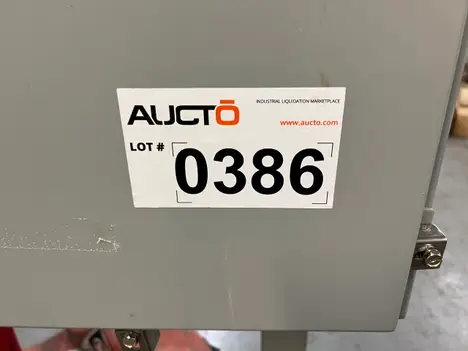 AUCTŌ
INDUSTRIAL LIQUIDATION MARKETPLACE
www.aucto.com
LOT #
0386